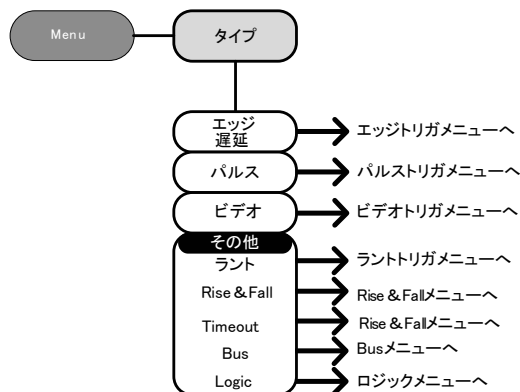 Menu
タイプ
エッジ
遅延
エッジトリガメニューへ
パルス
パルストリガメニューへ
ビデオ
ビデオトリガメニューへ
その他
ラント
ラントトリガメニューへ
Rise & Fall
Rise & Fallメニューへ
Timeout
Rise & Fallメニューへ
Bus
Busメニューへ
Logic
ロジックメニューへ